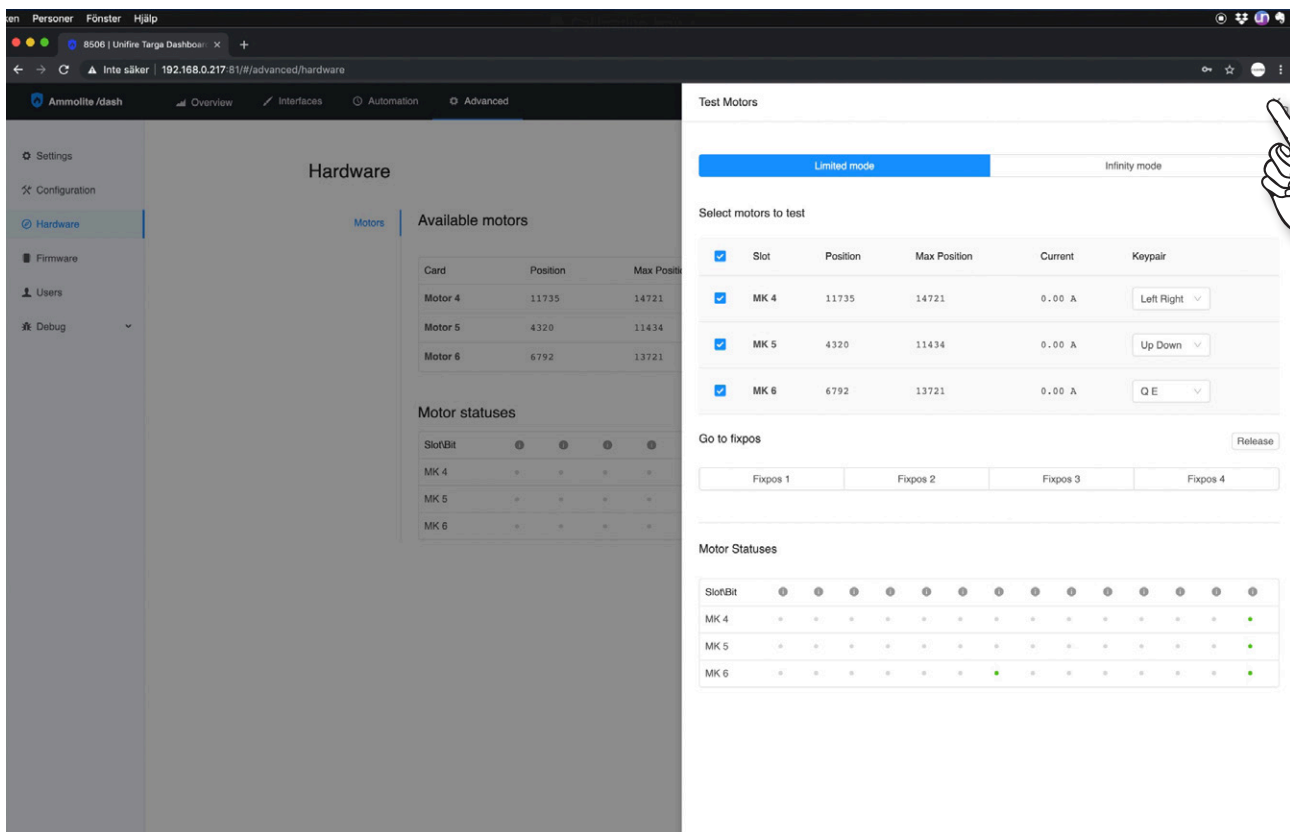 Personer Fönster Hjälp
8506 | Unifire Targa Dashboar
Inte säker | 192.168.0.217:81/#/advanced/hardware
Ammolite /dash Overview Interfaces Automation Advanced
Settings
Configuration
Hardware
Firmware
Users
Debug
Hardware
Motors
Available motors
Card Position Max Positi
Motor 4 11735 14721
Motor 5 4320 11434
Motor 6 6792 13721
Motor statuses
Slot\Bit
MK 4
MK 5
MK 6
Test Motors
Limited mode Infinity mode
Select motors to test
Slot Position Max Position Current Keypair
MK 4 11735 14721 0.00 A Left Right
MK 5 4320 11434 0.00 A Up Down
MK 6 6792 13721 0.00 A Q E
Go to fixpos Release
Fixpos 1 Fixpos 2 Fixpos 3 Fixpos 4
Motor Statuses
Slot\Bit
MK 4
MK 5
MK 6